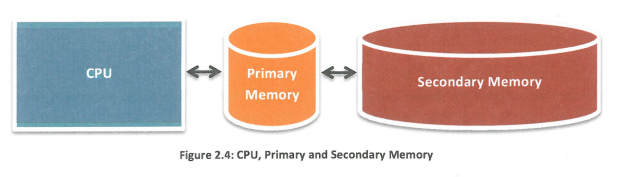 CPU
Primary
Memory
Secondary Memory
Figure 2.4: CPU, Primary and Secondary Memory